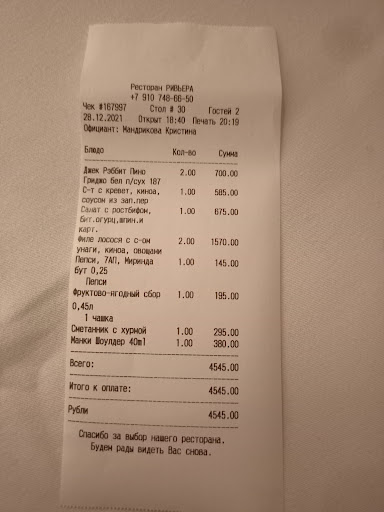 Ресторан РИВЬЕРА
+7 910 748-66-50
Чек #167997 Стол # 30 Гостей 2
28.12.2021 Открыт 18:40 Печать 20:19
Официант: Мандрикова Кристина
Блюдо Кол-во Сумма
Джек Рэббит Пино 2.00 700.00
Гриджо бел п/сух 187
С-т с кревет, киноа, 1.00 585.00
соусом из зап.пер
Салат с ростбифом, 1.00 675.00
бит.огурц,шпин.и
карт.
Филе лосося с с-ом 2.00 1570.00
унаги, киноа, овощами
Пепси, 7АП, Миринда 1.00 145.00
бут 0,25
Пепси
Фруктово-ягодный сбор 1.00 195.00
0,45л
1 чашка
Сметанник с хурмой 1.00 295.00
Манки Шоулдер 40ml 1.00 380.00
Всего: 4545.00
Итого к оплате: 4545.00
Рубли 4545.00
Спасибо за выбор нашего ресторана.
Будем рады видеть Вас снова.